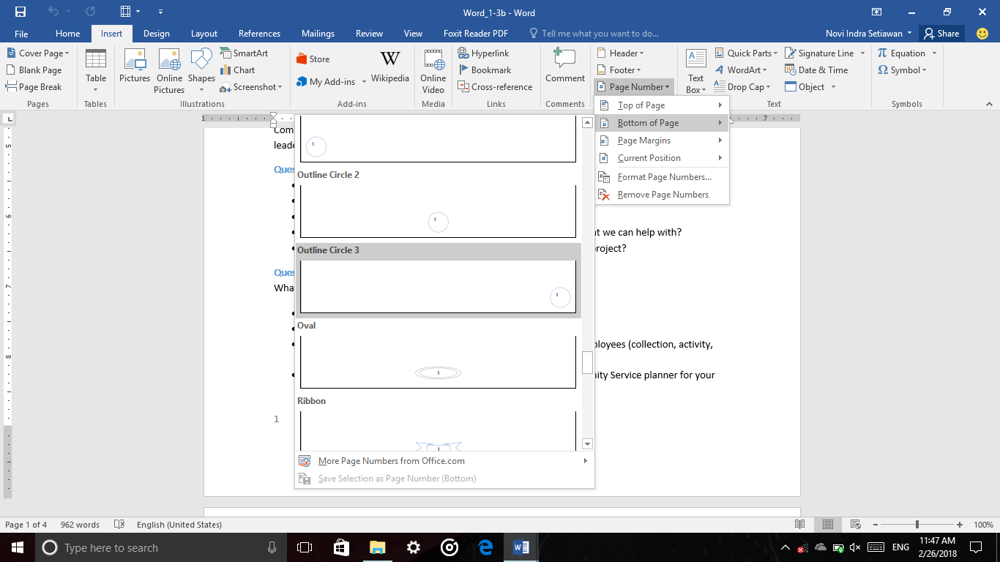 Word_1-3b - Word
File Home Insert Design Layout References Mailings Review View Foxit Reader PDF Tell me what you want to do... Novi Indra Setiawan Share
Cover Page
Blank Page
Page Break
Pages
Table
Tables
Pictures
Online Pictures
Shapes
SmartArt
Chart
Screenshot
Illustrations
Store
My Add-ins
W
Wikipedia
Add-ins
Online Video
Media
Hyperlink
Bookmark
Cross-reference
Links
Comment
Comments
Header
Footer
Page Number
Text Box
Quick Parts
WordArt
Drop Cap
Signature Line
Date & Time
Object
Text
Equation
Symbol
Symbols
Top of Page
Bottom of Page
Page Margins
Current Position
Format Page Numbers...
Remove Page Numbers
L
1
7
5
6
7
8
Com
leade
Ques
t we can help with?
project?
Ques
Wha
ployees (collection, activity,
nity Service planner for your
1
1
Outline Circle 2
1
Outline Circle 3
1
Oval
1
Ribbon
1
More Page Numbers from Office.com
Save Selection as Page Number (Bottom)
Page 1 of 4 962 words English (United States) 100%
Type here to search
ENG
11:47 AM
2/26/2018